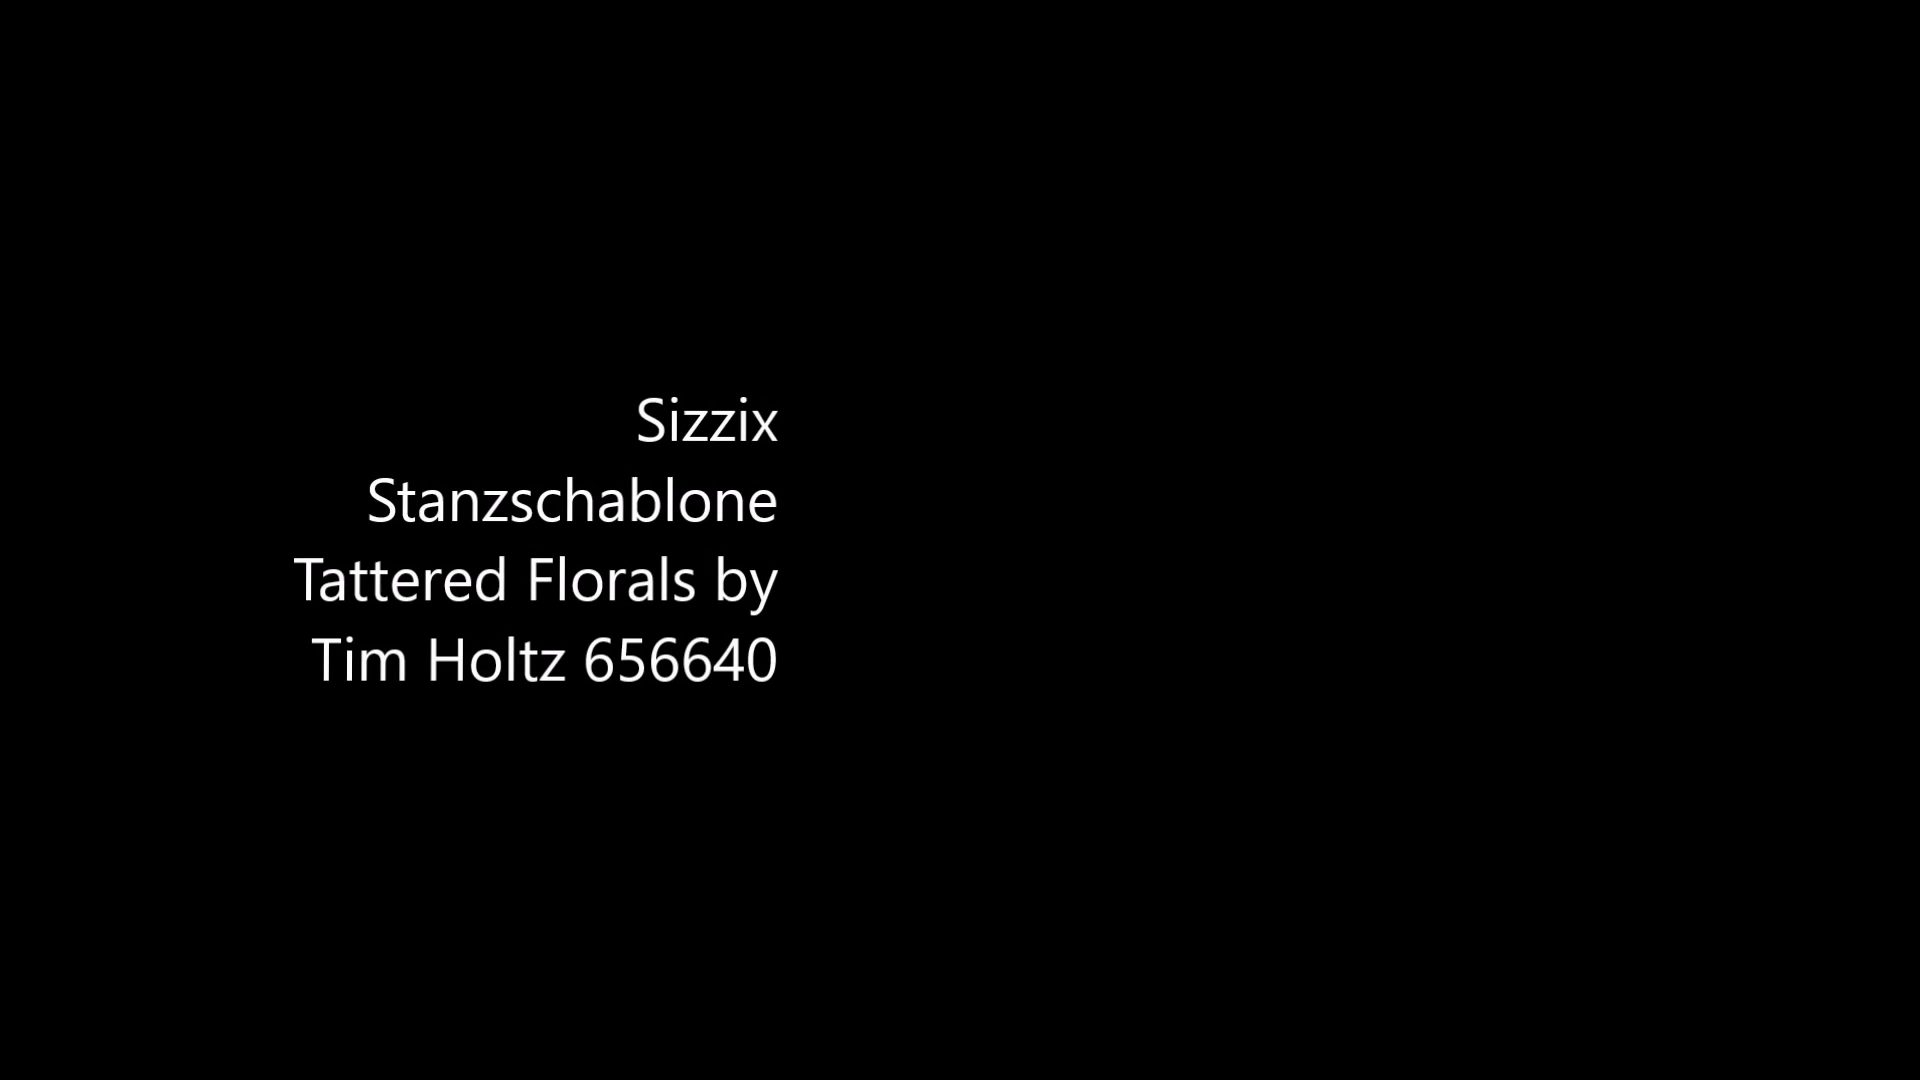 Sizzix
Stanzschablone
Tattered Florals by
Tim Holtz 656640